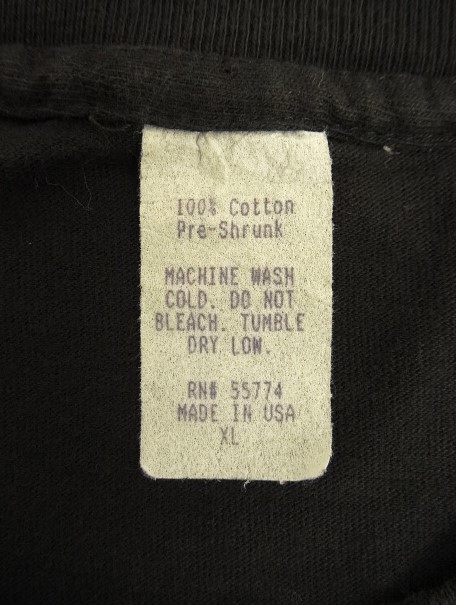 100% Cotton
Pre-Shrunk
MACHINE WASH
COLD. DO NOT
BLEACH. TUMBLE
DRY LOW.
RN# 55774
MADE IN USA
XL